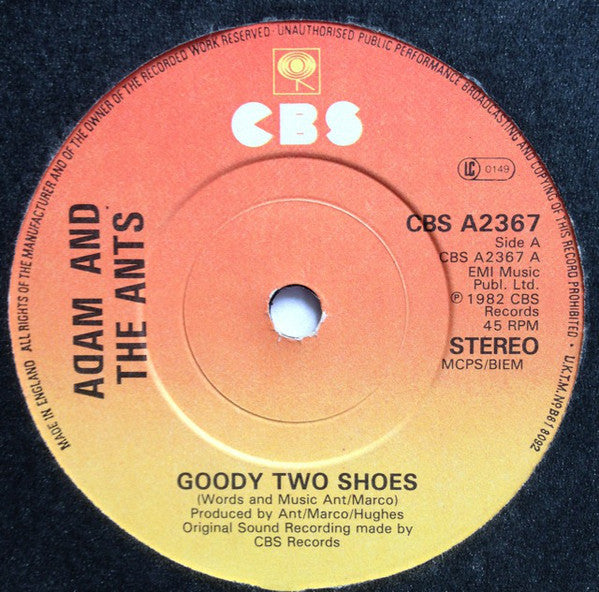 MADE IN ENGLAND ALL RIGHTS OF THE MANUFACTURER AND OF THE OWNER OF THE RECORDED WORK RESERVED · UNAUTHORISED PUBLIC PERFORMANCE BROADCASTING AND COPYING OF THIS RECORD PROHIBITED · U.K.T.M. Nº B61 8092
CBS
LC 0149
ADAM AND
THE ANTS
CBS A2367
Side A
CBS A2367 A
EMI Music
Publ. Ltd.
℗ 1982 CBS
Records
45 RPM
STEREO
MCPS/BIEM
GOODY TWO SHOES
(Words and Music Ant/Marco)
Produced by Ant/Marco/Hughes
Original Sound Recording made by
CBS Records